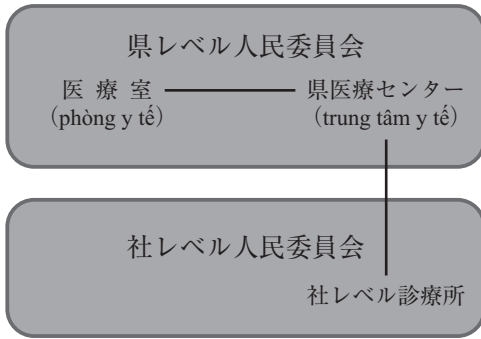 県レベル人民委員会
医 療 室 県医療センター
(phòng y tế) (trung tâm y tế)
社レベル人民委員会
社レベル診療所